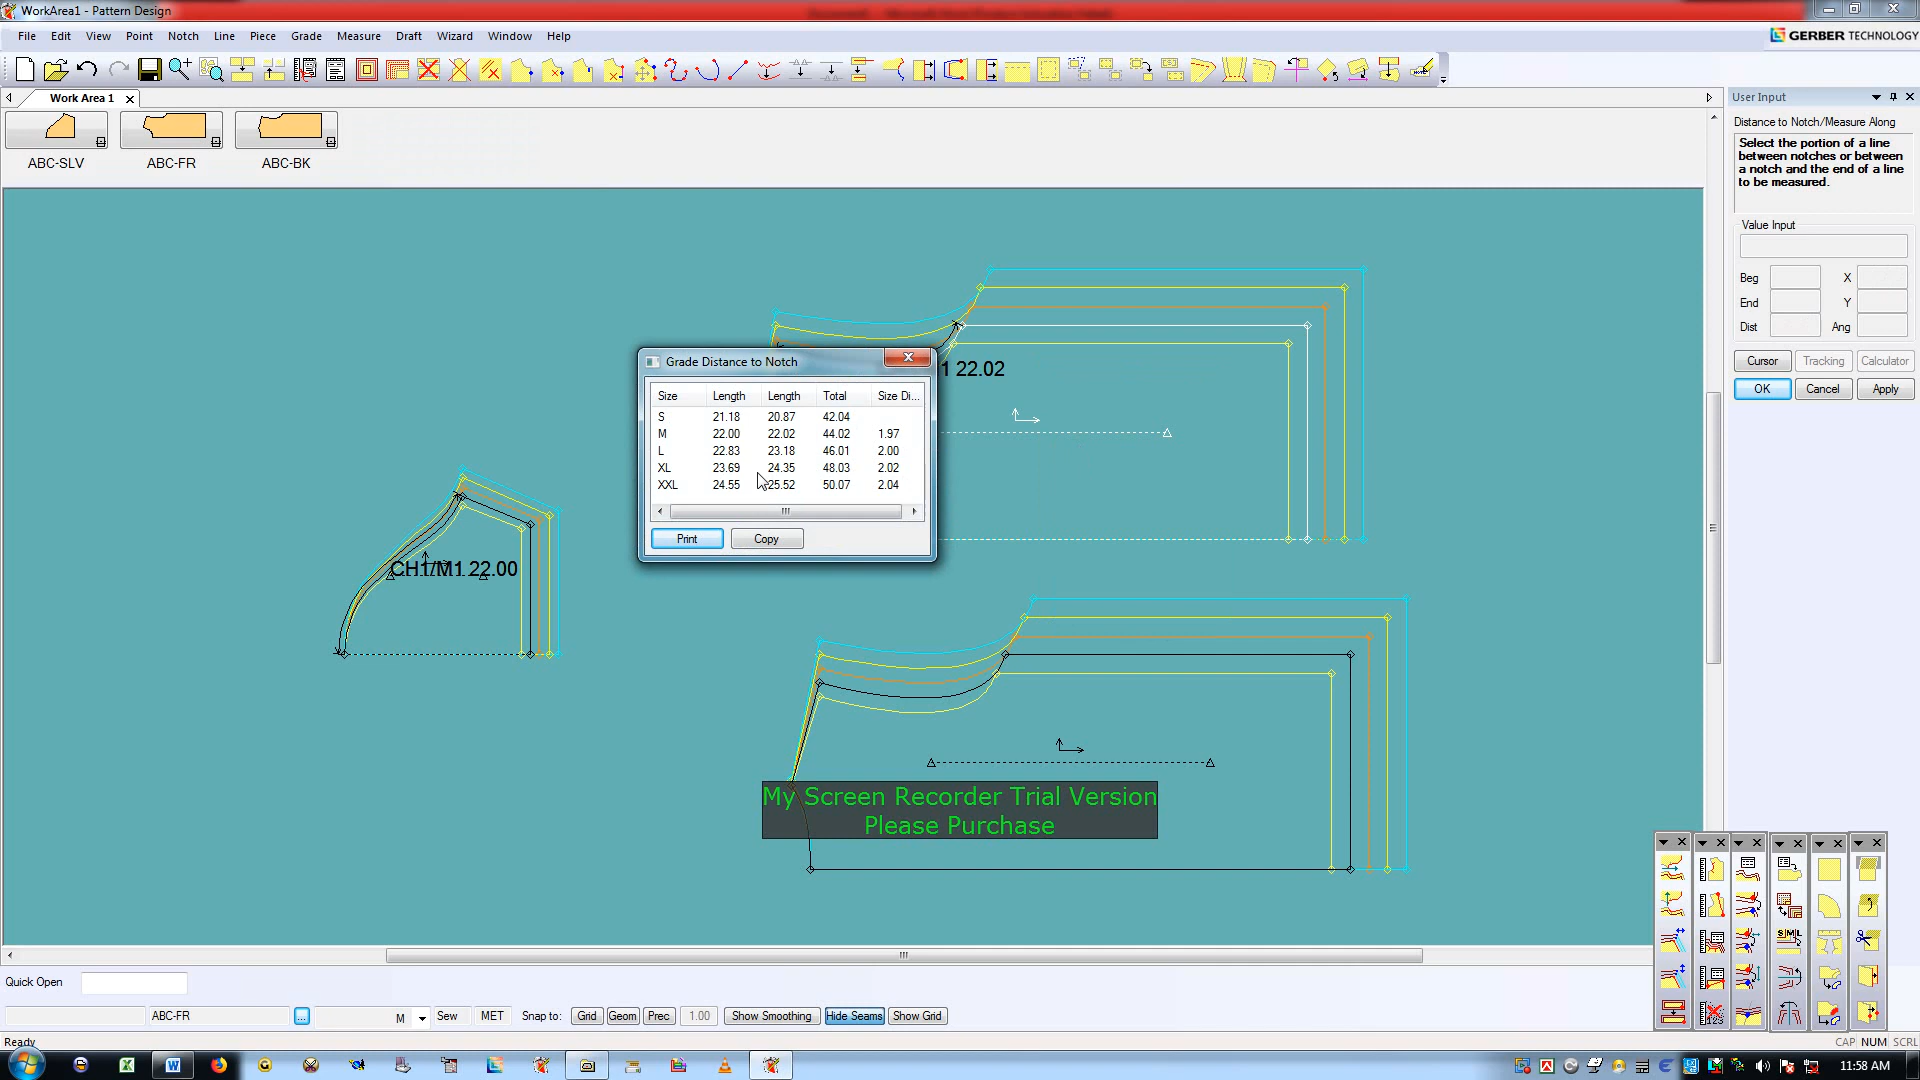 WorkArea1 - Pattern Design
File Edit View Point Notch Line Piece Grade Measure Draft Wizard Window Help
GERBER TECHNOLOGY
Work Area 1
User Input
ABC-SLV ABC-FR ABC-BK
Distance to Notch/Measure Along
Select the portion of a line
between notches or between
a notch and the end of a line
to be measured.
Value Input
Beg X
End Y
Dist Ang
Cursor Tracking Calculator
OK Cancel Apply
Grade Distance to Notch
Size Length Length Total Size Di...
S 21.18 20.87 42.04
M 22.00 22.02 44.02 1.97
L 22.83 23.18 46.01 2.00
XL 23.69 24.35 48.03 2.02
XXL 24.55 25.52 50.07 2.04
Print Copy
1 22.02
CH1/M1 22.00
My Screen Recorder Trial Version
Please Purchase
SML
123
Quick Open
ABC-FR ... M Sew MET Snap to: Grid Geom Prec 1.00 Show Smoothing Hide Seams Show Grid
Ready
CAP NUM SCRL
11:58 AM